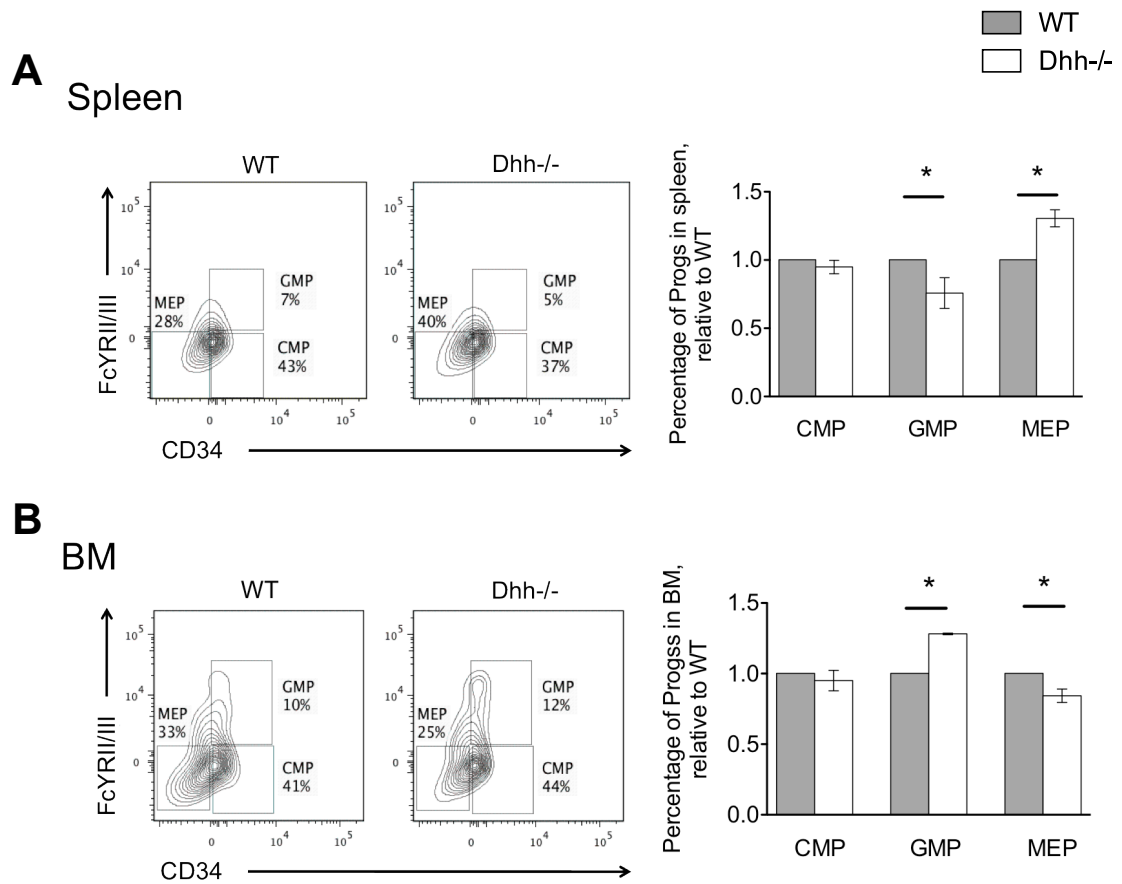 WT
Dhh-/-
A
Spleen
WT
Dhh-/-
FcYRII/III
10^5
10^4
0
MEP
28%
GMP
7%
CMP
43%
0
10^4
10^5
10^5
10^4
0
MEP
40%
GMP
5%
CMP
37%
0
10^4
10^5
CD34
Percentage of Progs in spleen,
relative to WT
1.5
1.0
0.5
0.0
*
*
CMP
GMP
MEP
B
BM
WT
Dhh-/-
FcYRII/III
10^5
10^4
0
MEP
33%
GMP
10%
CMP
41%
0
10^4
10^5
10^5
10^4
0
MEP
25%
GMP
12%
CMP
44%
0
10^4
10^5
CD34
Percentage of Progss in BM,
relative to WT
1.5
1.0
0.5
0.0
*
*
CMP
GMP
MEP